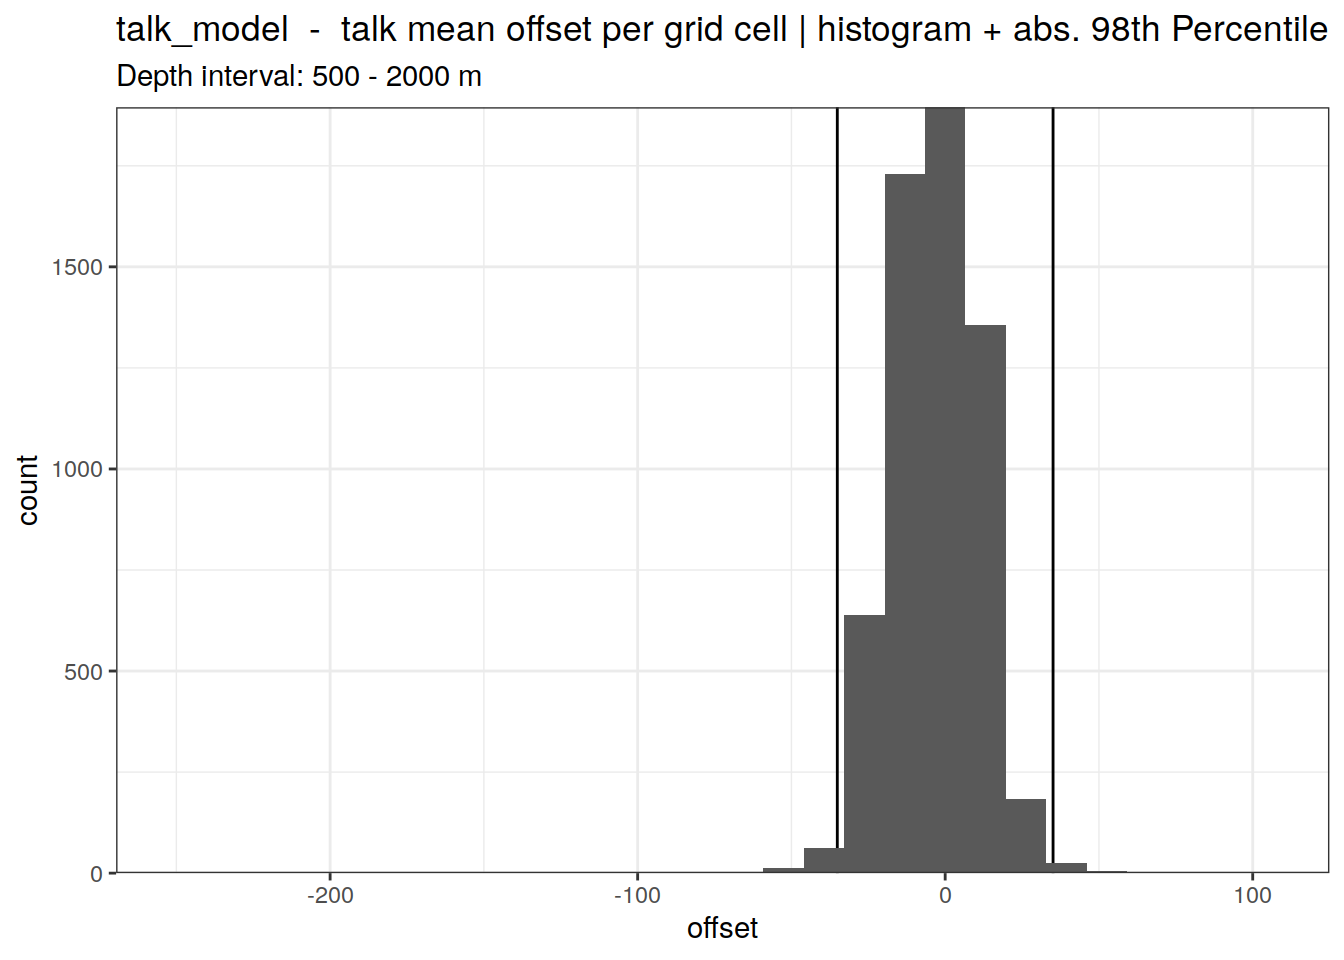 talk_model  -  talk mean offset per grid cell | histogram + abs. 98th Percentile
Depth interval: 500 - 2000 m
1500
1000
500
0
count
-200
-100
0
100
offset